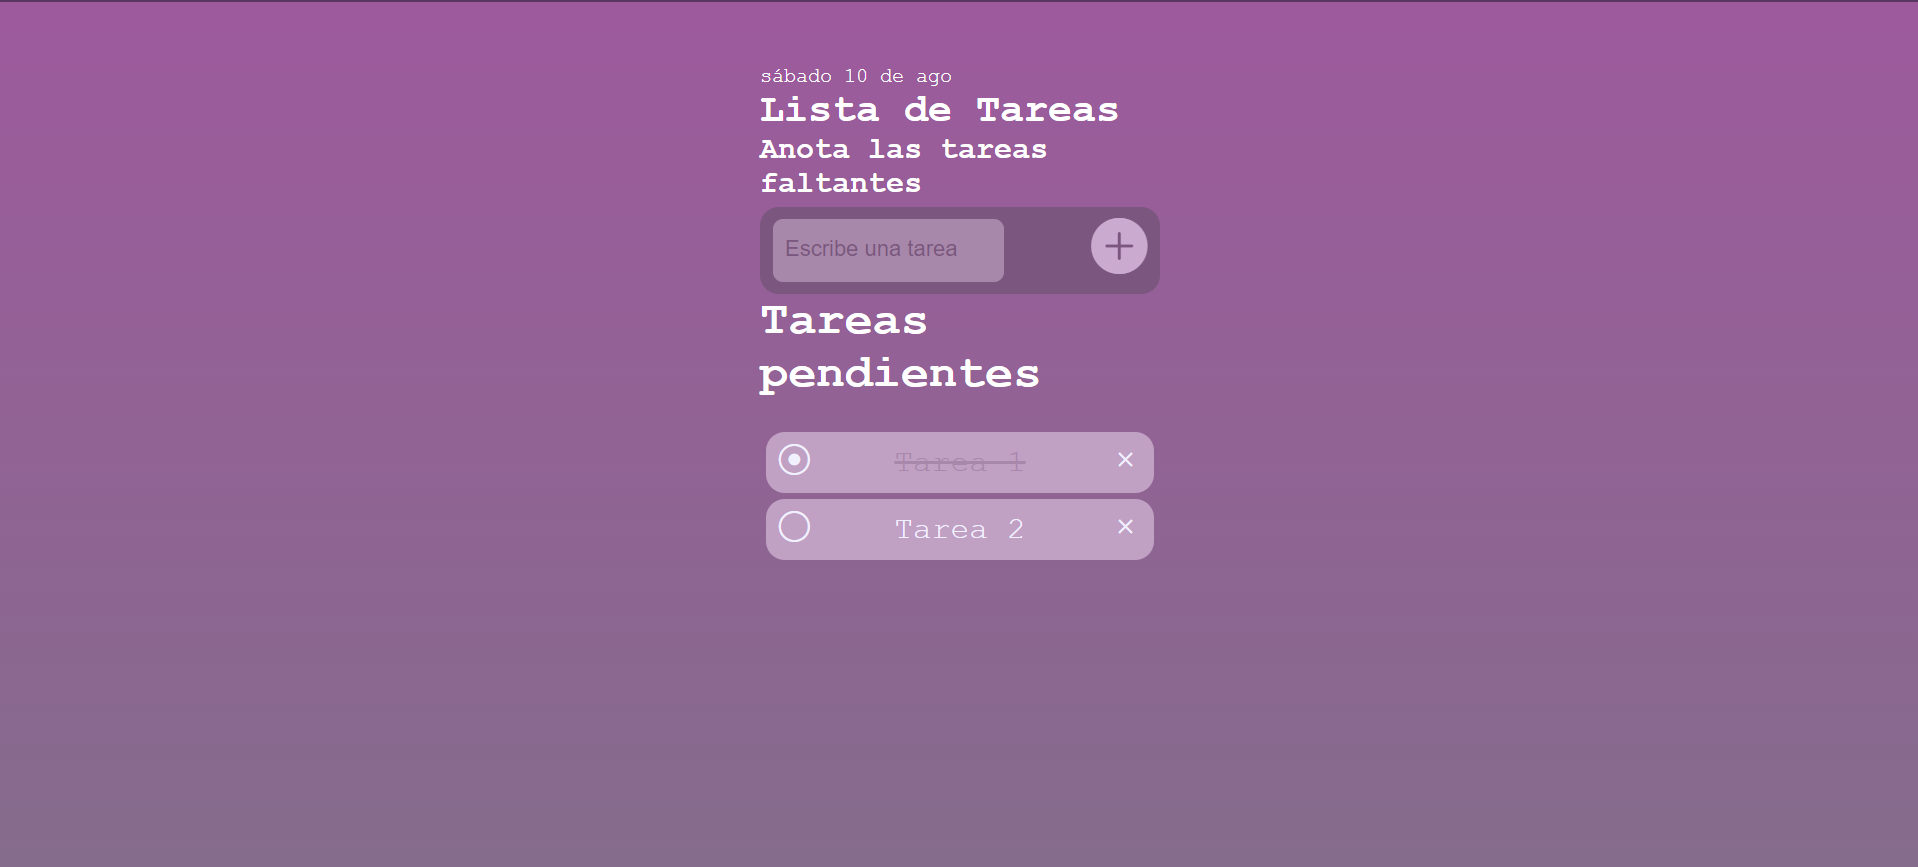 sábado 10 de ago
Lista de Tareas
Anota las tareas
faltantes
Escribe una tarea
Tareas
pendientes
Tarea 1
Tarea 2